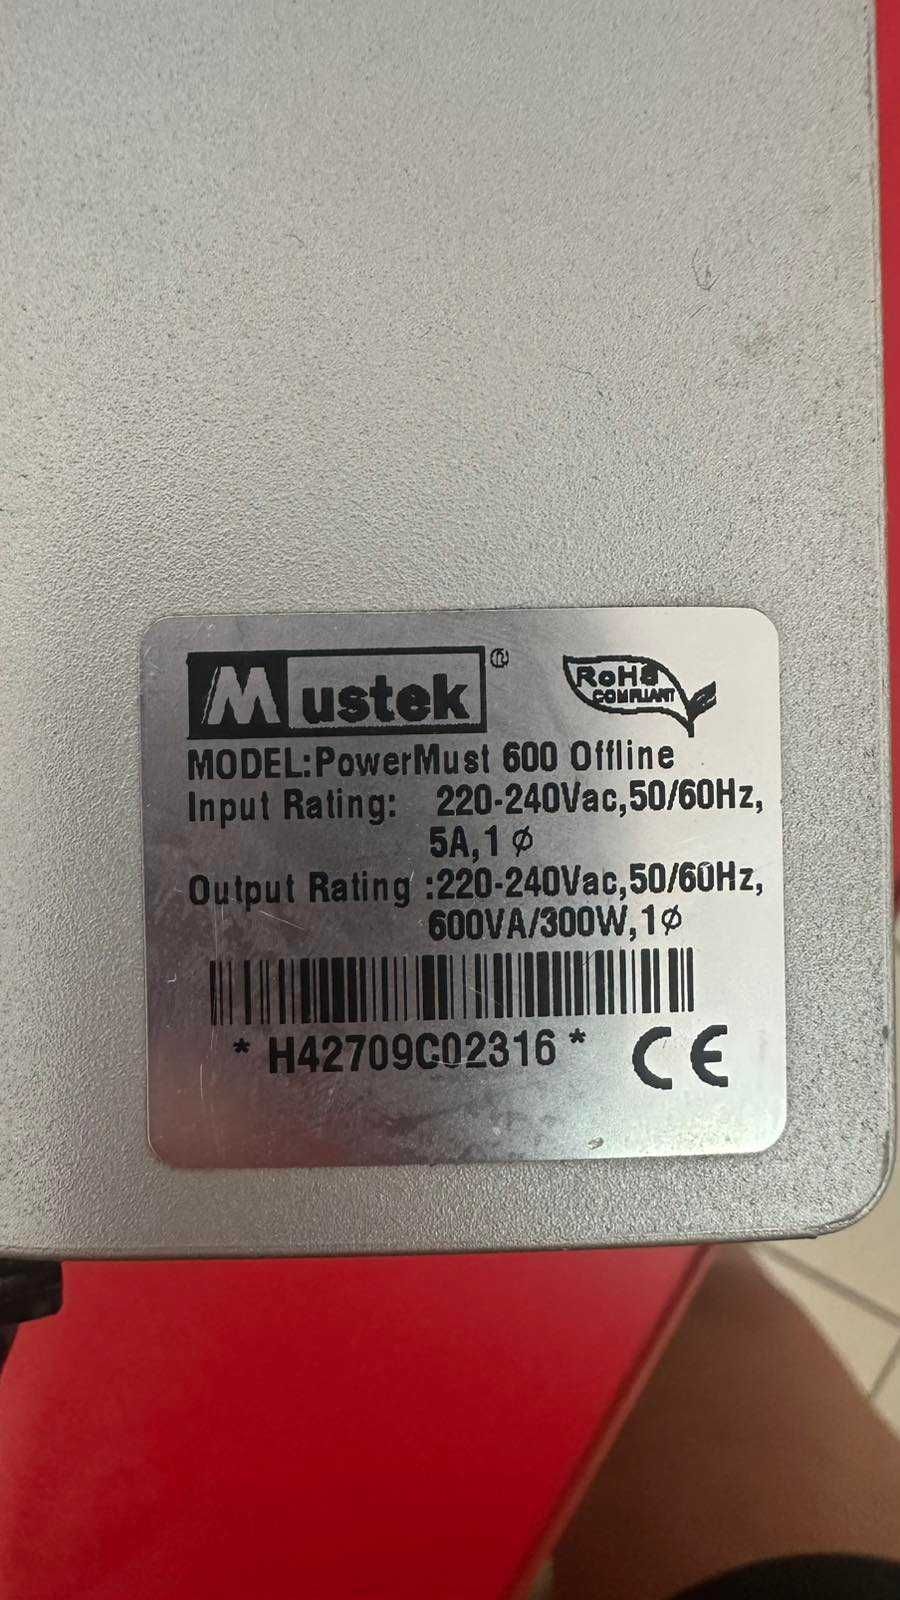 Mustek®
RoHS
COMPLIANT
MODEL:PowerMust 600 Offline
Input Rating: 220-240Vac,50/60Hz,
5A,1 ø
Output Rating :220-240Vac,50/60Hz,
600VA/300W,1ø
* H42709C02316 *
CE